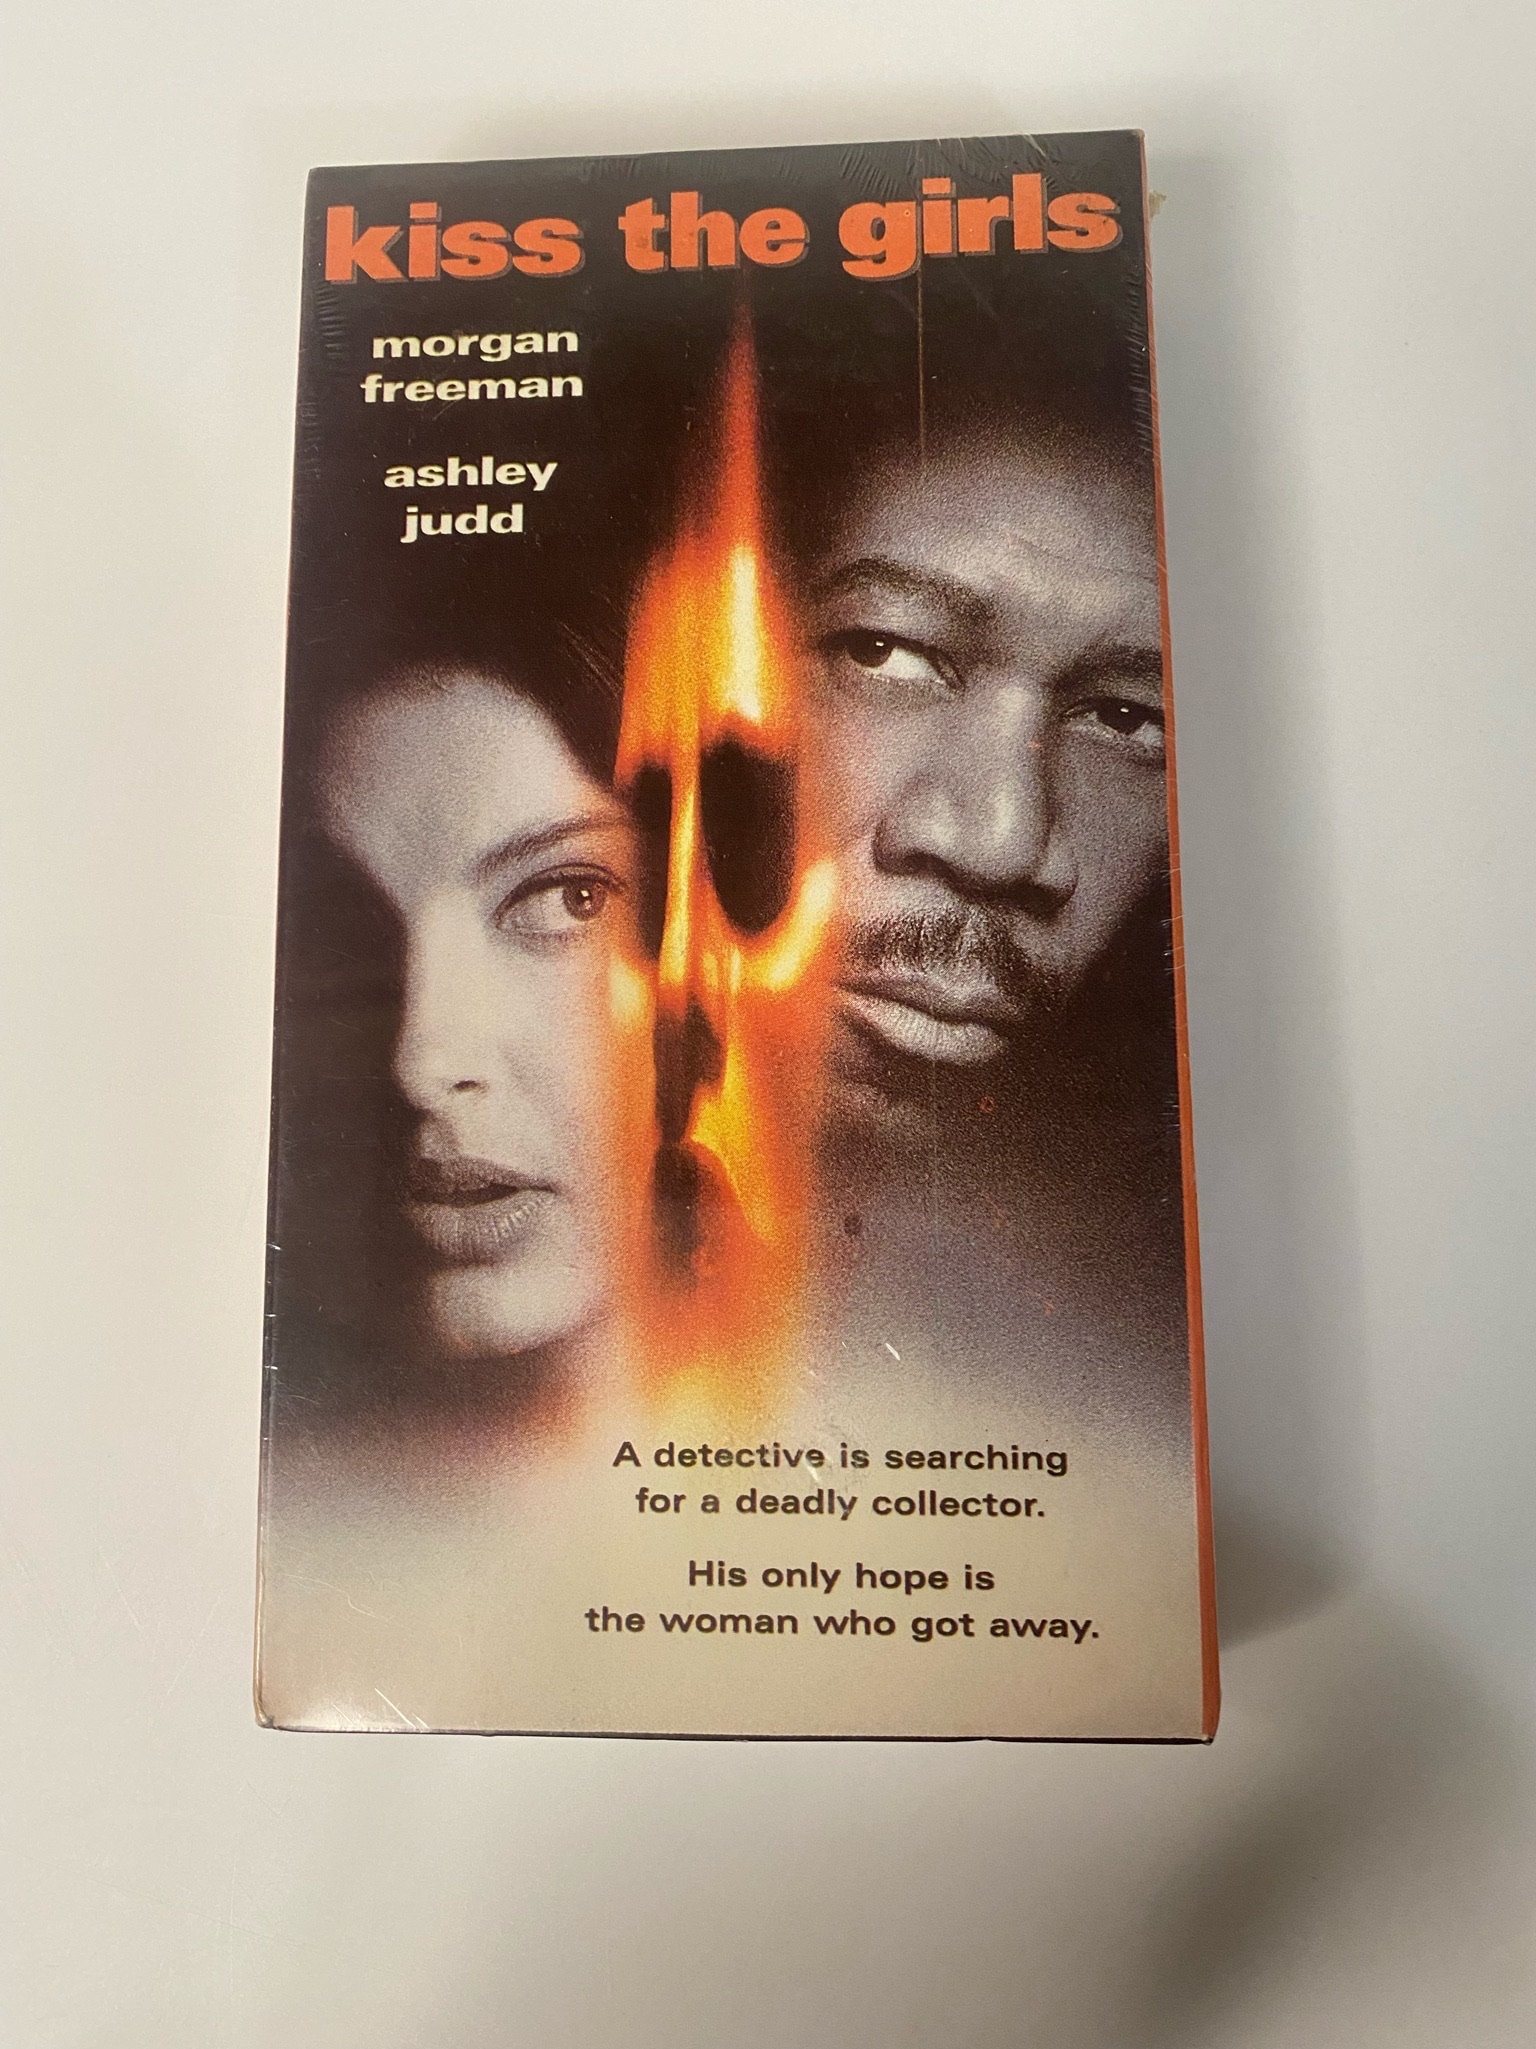 kiss the girls
morgan
freeman
ashley
judd
A detective is searching
for a deadly collector.
His only hope is
the woman who got away.